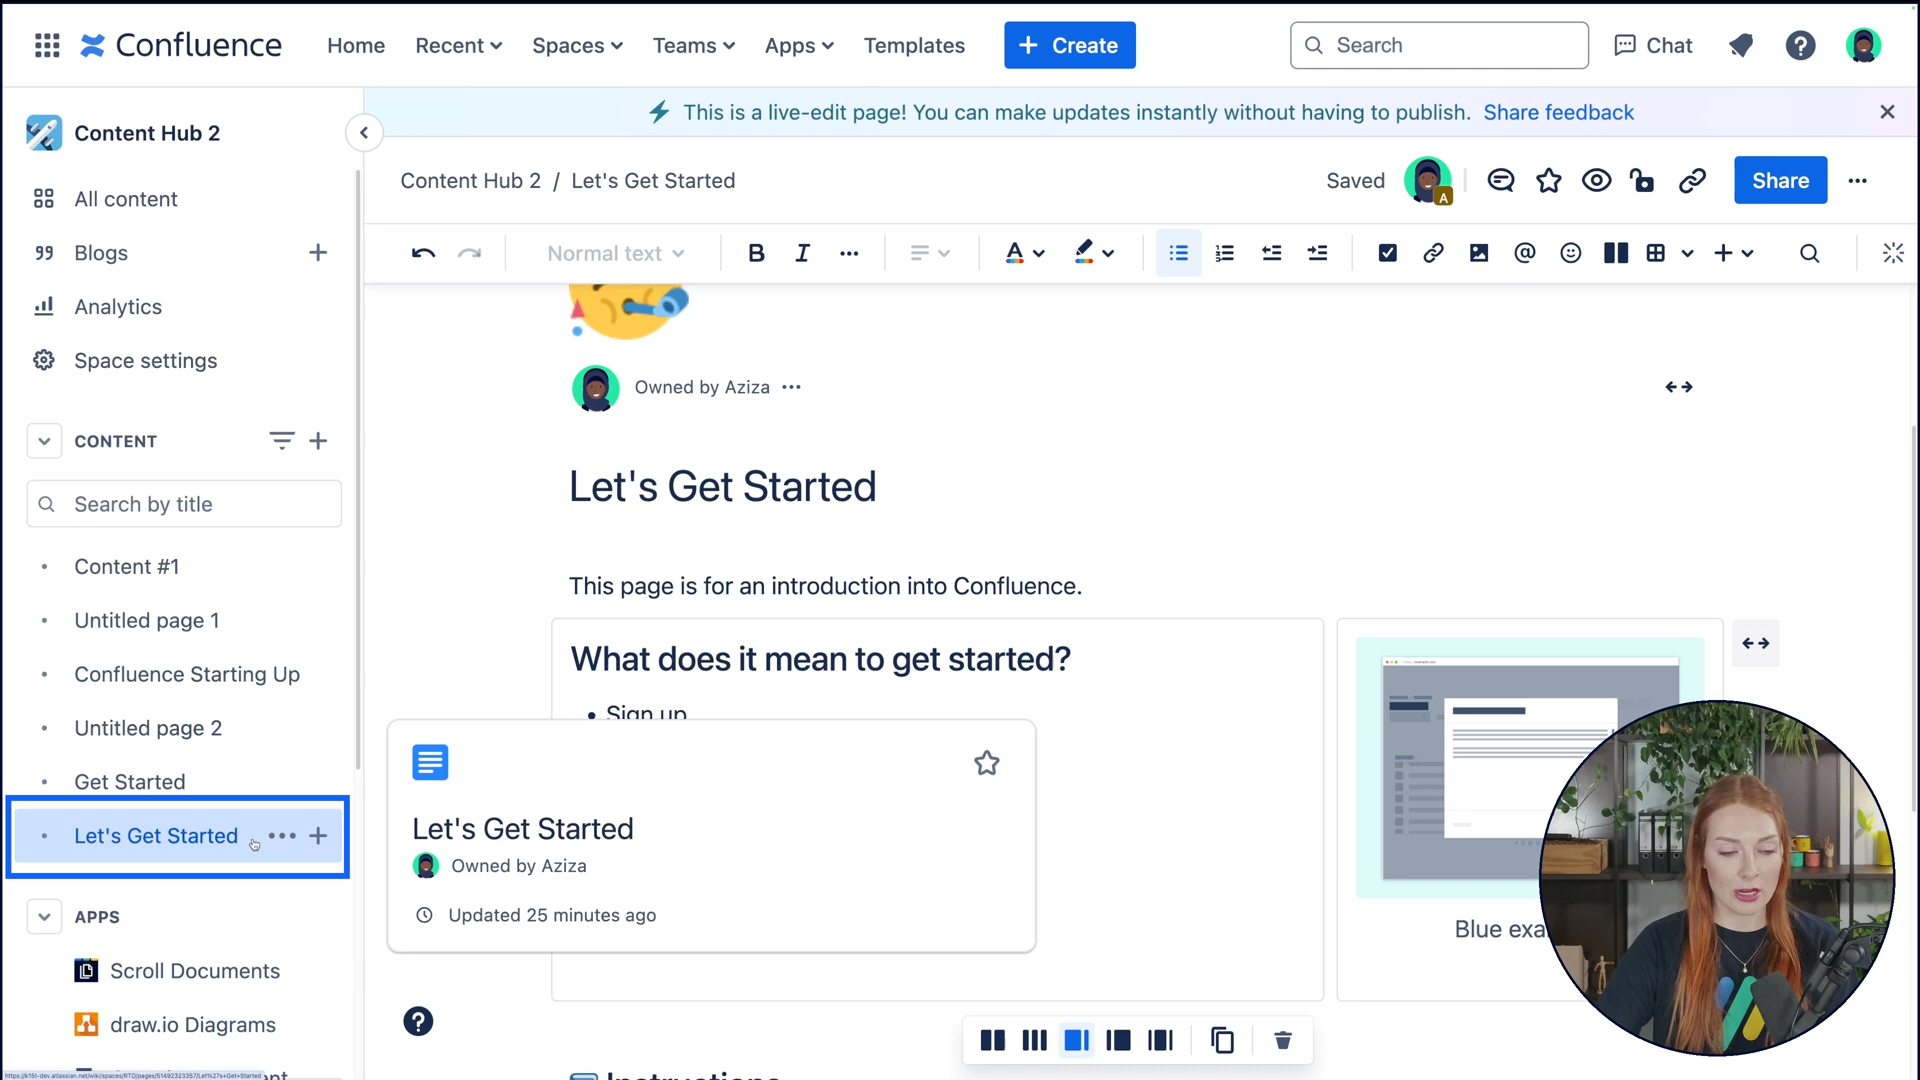 Confluence
Home
Recent
Spaces
Teams
Apps
Templates
+ Create
Search
Chat
Content Hub 2
This is a live-edit page! You can make updates instantly without having to publish. Share feedback
Content Hub 2 / Let's Get Started
Saved
A
Share
All content
Blogs
Analytics
Space settings
Normal text
B
I
A
Owned by Aziza
CONTENT
Search by title
Let's Get Started
Content #1
Untitled page 1
Confluence Starting Up
Untitled page 2
Get Started
Let's Get Started
This page is for an introduction into Confluence.
What does it mean to get started?
• Sign up
Let's Get Started
Owned by Aziza
Updated 25 minutes ago
Blue exa
APPS
Scroll Documents
draw.io Diagrams
Instructions